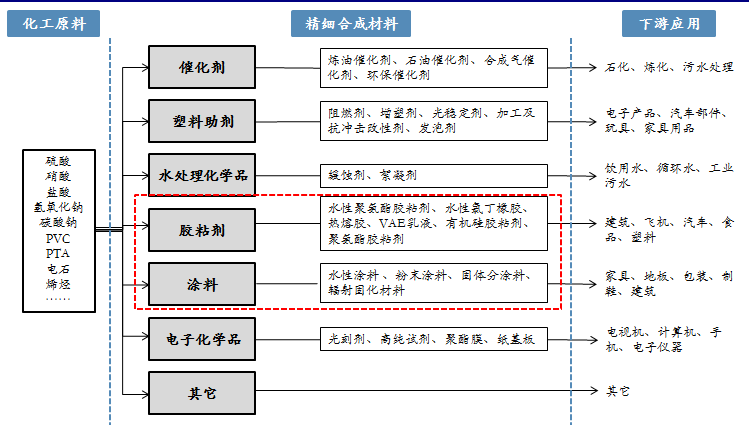 化工原料
精细合成材料
下游应用
硫酸
硝酸
盐酸
氢氧化钠
碳酸钠
PVC
PTA
电石
烯烃
……
催化剂
炼油催化剂、石油催化剂、合成气催
化剂、环保催化剂
石化、炼化、污水处理
塑料助剂
阻燃剂、增塑剂、光稳定剂、加工及
抗冲击改性剂、发泡剂
电子产品、汽车部件、
玩具、家具用品
水处理化学品
缓蚀剂、絮凝剂
饮用水、循环水、工业
污水
胶粘剂
水性聚氨酯胶粘剂、水性氯丁橡胶、
热熔胶、VAE乳液、有机硅胶粘剂、
聚氨酯胶粘剂
建筑、飞机、汽车、食
品、塑料
涂料
水性涂料、粉末涂料、固体分涂料、
辐射固化材料
家具、地板、包装、制
鞋、建筑
电子化学品
光刻剂、高纯试剂、聚酯膜、纸基板
电视机、计算机、手
机、电子仪器
其它
其它